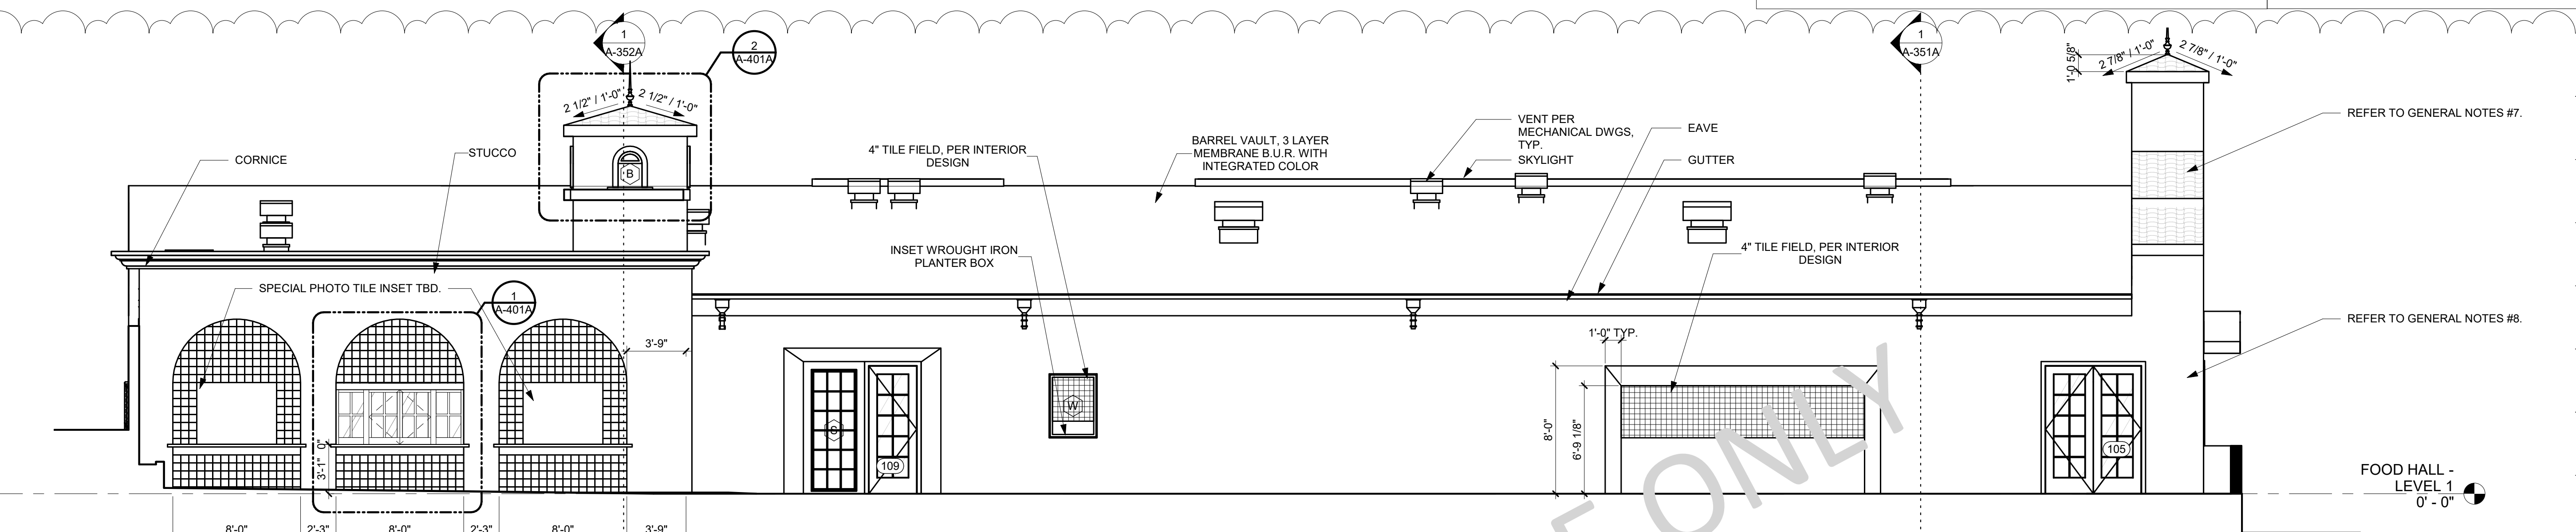 1
A-352A
2
A-401A
1
A-351A
2 1/2" / 1'-0"
2 1/2" / 1'-0"
1'-0 5/8"
2 7/8" / 1'-0"
2 7/8" / 1'-0"
CORNICE
STUCCO
B
4" TILE FIELD, PER INTERIOR
DESIGN
BARREL VAULT, 3 LAYER
MEMBRANE B.U.R. WITH
INTEGRATED COLOR
VENT PER
MECHANICAL DWGS,
TYP.
SKYLIGHT
EAVE
GUTTER
REFER TO GENERAL NOTES #7.
INSET WROUGHT IRON
PLANTER BOX
4" TILE FIELD, PER INTERIOR
DESIGN
SPECIAL PHOTO TILE INSET TBD.
1
A-401A
3'-9"
1'-0" TYP.
REFER TO GENERAL NOTES #8.
W
G
109
8'-0"
6'-9 1/8"
105
3'-1"
0"
ONLY
FOOD HALL -
LEVEL 1
0' - 0"
8'-0"
2'-3"
8'-0"
2'-3"
8'-0"
3'-9"